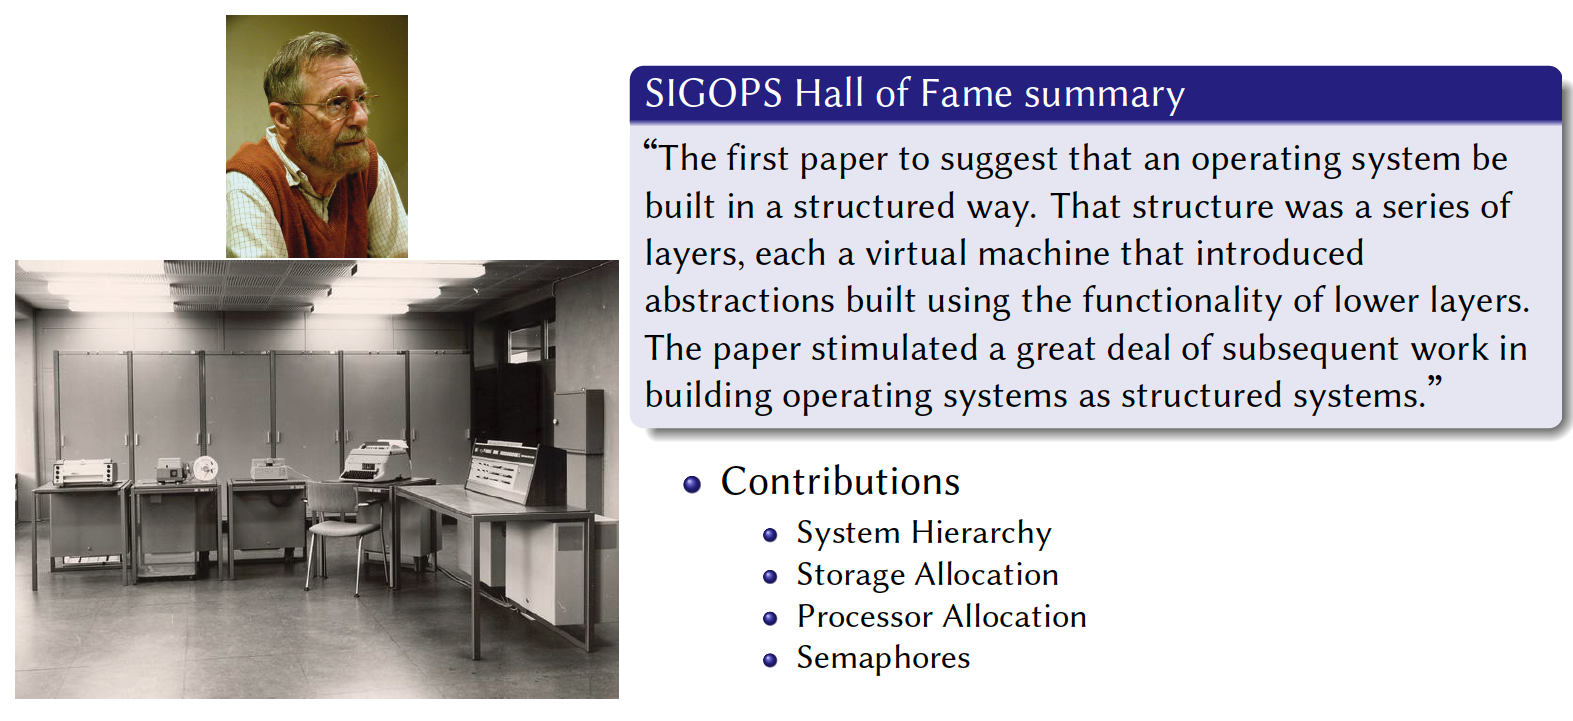 SIGOPS Hall of Fame summary
“The first paper to suggest that an operating system be
built in a structured way. That structure was a series of
layers, each a virtual machine that introduced
abstractions built using the functionality of lower layers.
The paper stimulated a great deal of subsequent work in
building operating systems as structured systems.”
Contributions
System Hierarchy
Storage Allocation
Processor Allocation
Semaphores